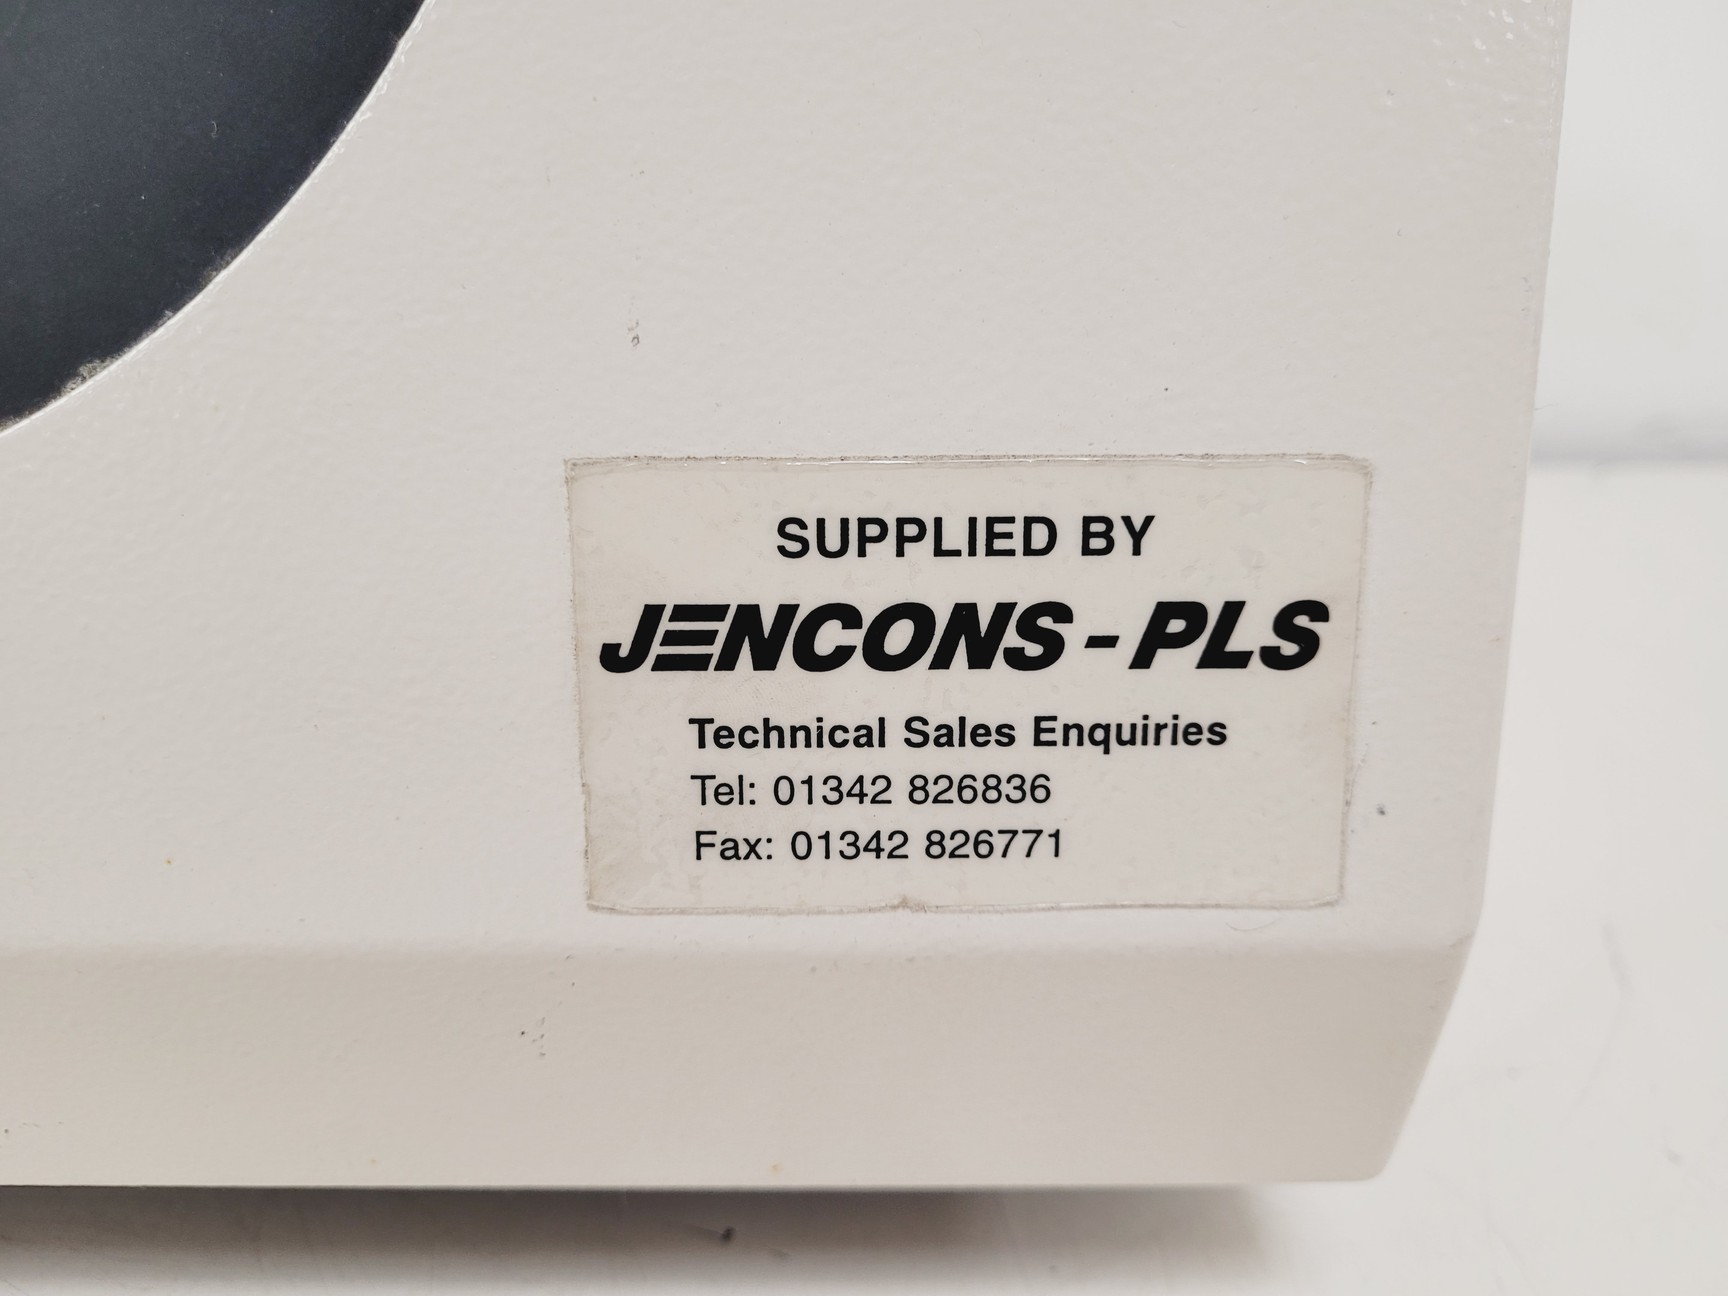 SUPPLIED BY
JENCONS - PLS
Technical Sales Enquiries
Tel: 01342 826836
Fax: 01342 826771